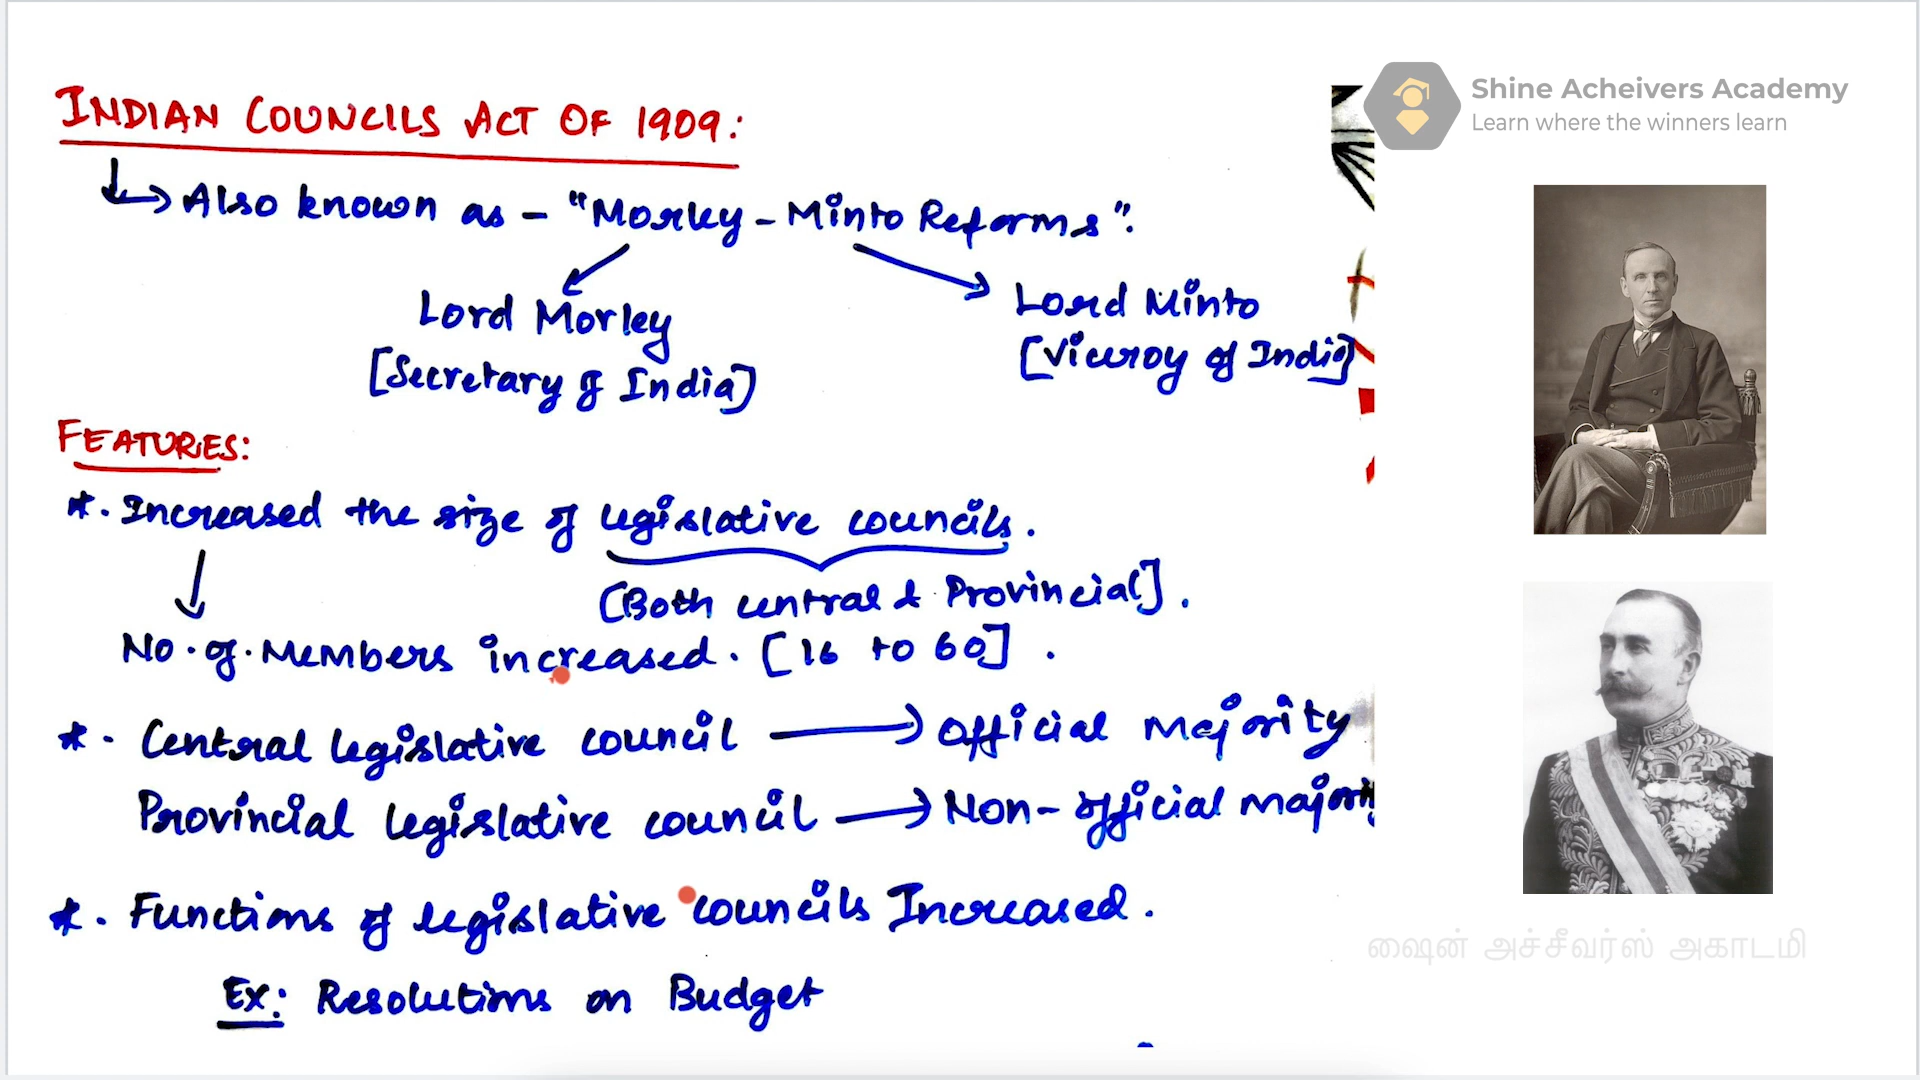 Shine Acheivers Academy
Learn where the winners learn
INDIAN COUNCILS ACT OF 1909:
Also known as - "Morley - Minto Reforms".
Lord Morley
[Secretary of India]
Lord Minto
[Viceroy of India]
FEATURES:
*. Increased the size of legislative councils.
[Both central & Provincial].
No. of. Members increased. [16 to 60].
*. Central legislative council → Official Majority
Provincial legislative council → Non-official majority
*. Functions of legislative councils Increased.
Ex: Resolutions on Budget
ஷைன் அச்சீவர்ஸ் அகாடமி